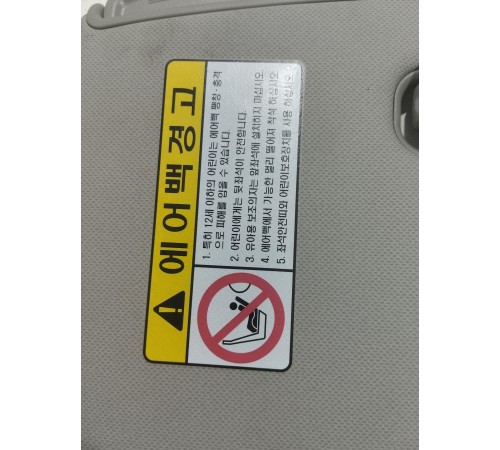 에어백 경고
1. 특히 12세 이하의 어린이는 에어백 팽창·충격
으로 피해를 입을 수 있습니다.
2. 어린이에게는 뒷좌석이 안전합니다.
3. 유아용 보조의자는 앞좌석에 설치하지 마십시오.
4. 에어백에서 가능한 멀리 떨어져 착석 하십시오.
5. 좌석안전띠와 어린이보호장치를 사용 하십시오.